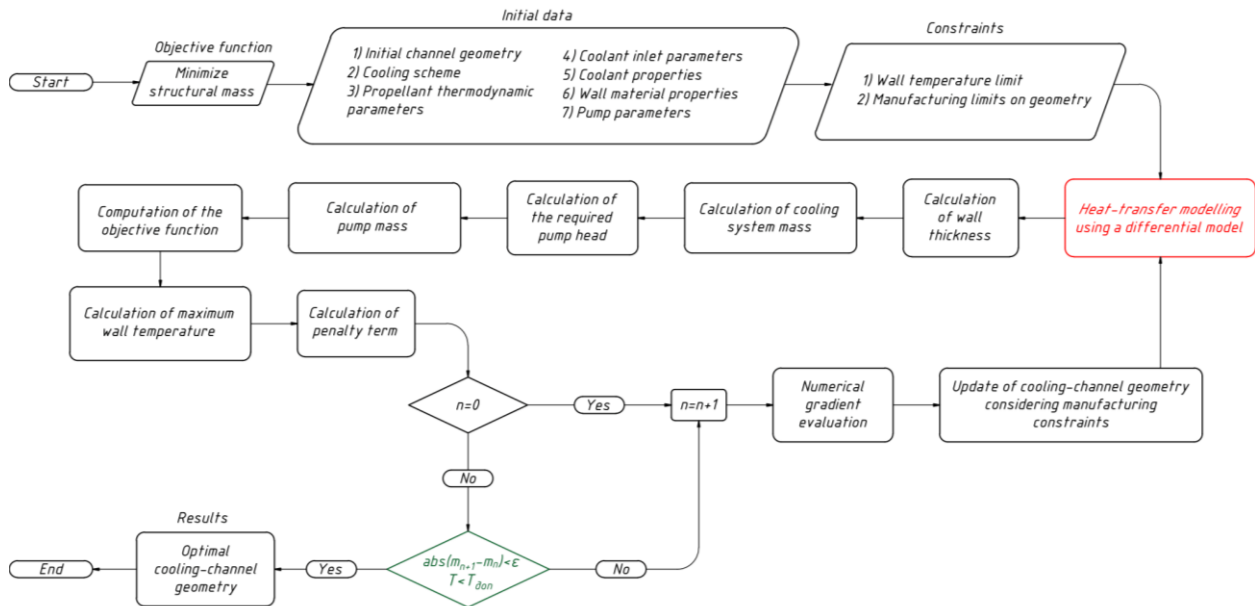 Start
Objective function
Minimize
structural mass
Initial data
1) Initial channel geometry
2) Cooling scheme
3) Propellant thermodynamic
parameters
4) Coolant inlet parameters
5) Coolant properties
6) Wall material properties
7) Pump parameters
Constraints
1) Wall temperature limit
2) Manufacturing limits on geometry
Heat-transfer modelling
using a differential model
Calculation
of wall
thickness
Calculation of cooling
system mass
Calculation of
the required
pump head
Calculation of
pump mass
Computation of the
objective function
Calculation of maximum
wall temperature
Calculation of
penalty term
n=0
Yes
n=n+1
Numerical
gradient
evaluation
Update of cooling-channel geometry
considering manufacturing
constraints
No
abs(mₙ₊₁-mₙ)<ε
T<Tдоп
No
Yes
Results
Optimal
cooling-channel
geometry
End